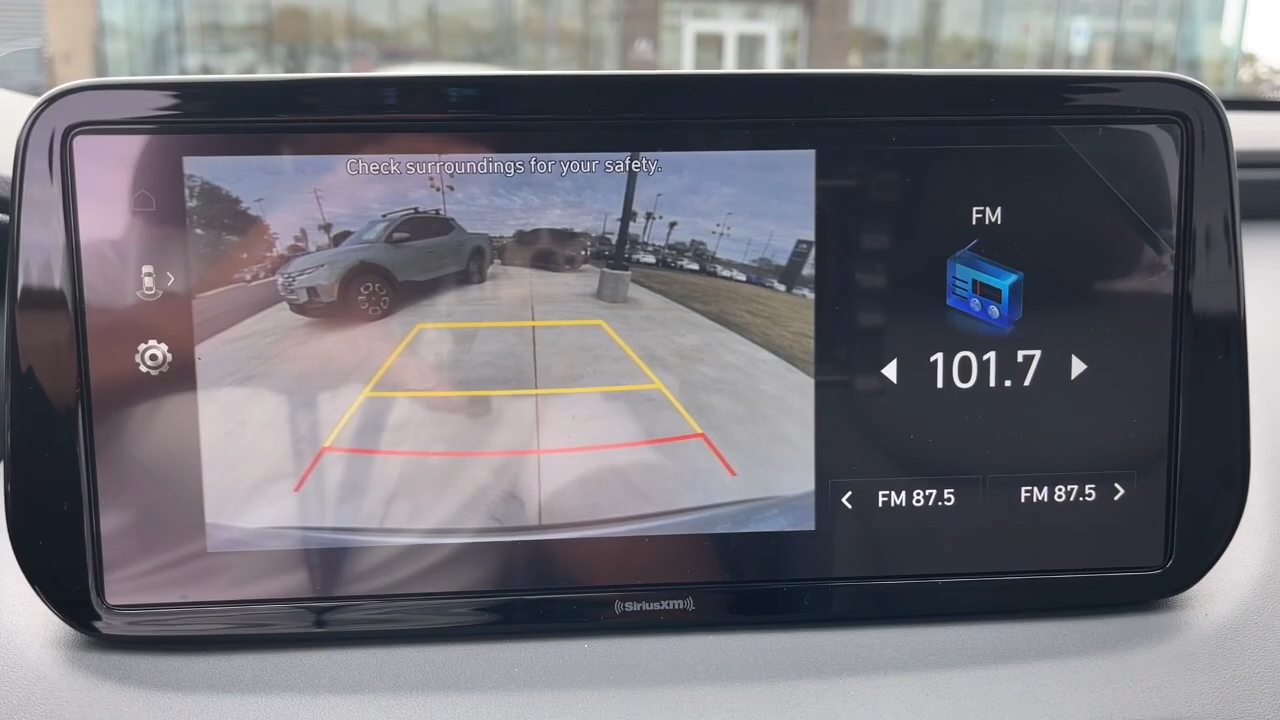 Check surroundings for your safety.
FM
101.7
FM 87.5
FM 87.5
((SiriusXM))